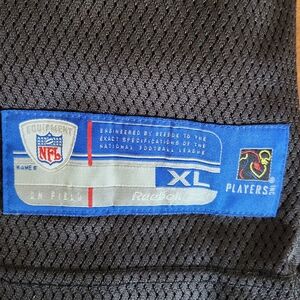 EQUIPMENT
NFL
ENGINEERED BY REEBOK TO THE
EXACT SPECIFICATIONS OF THE
NATIONAL FOOTBALL LEAGUE
NAME #
XL
ON FIELD
Reebok
PLAYERS INC